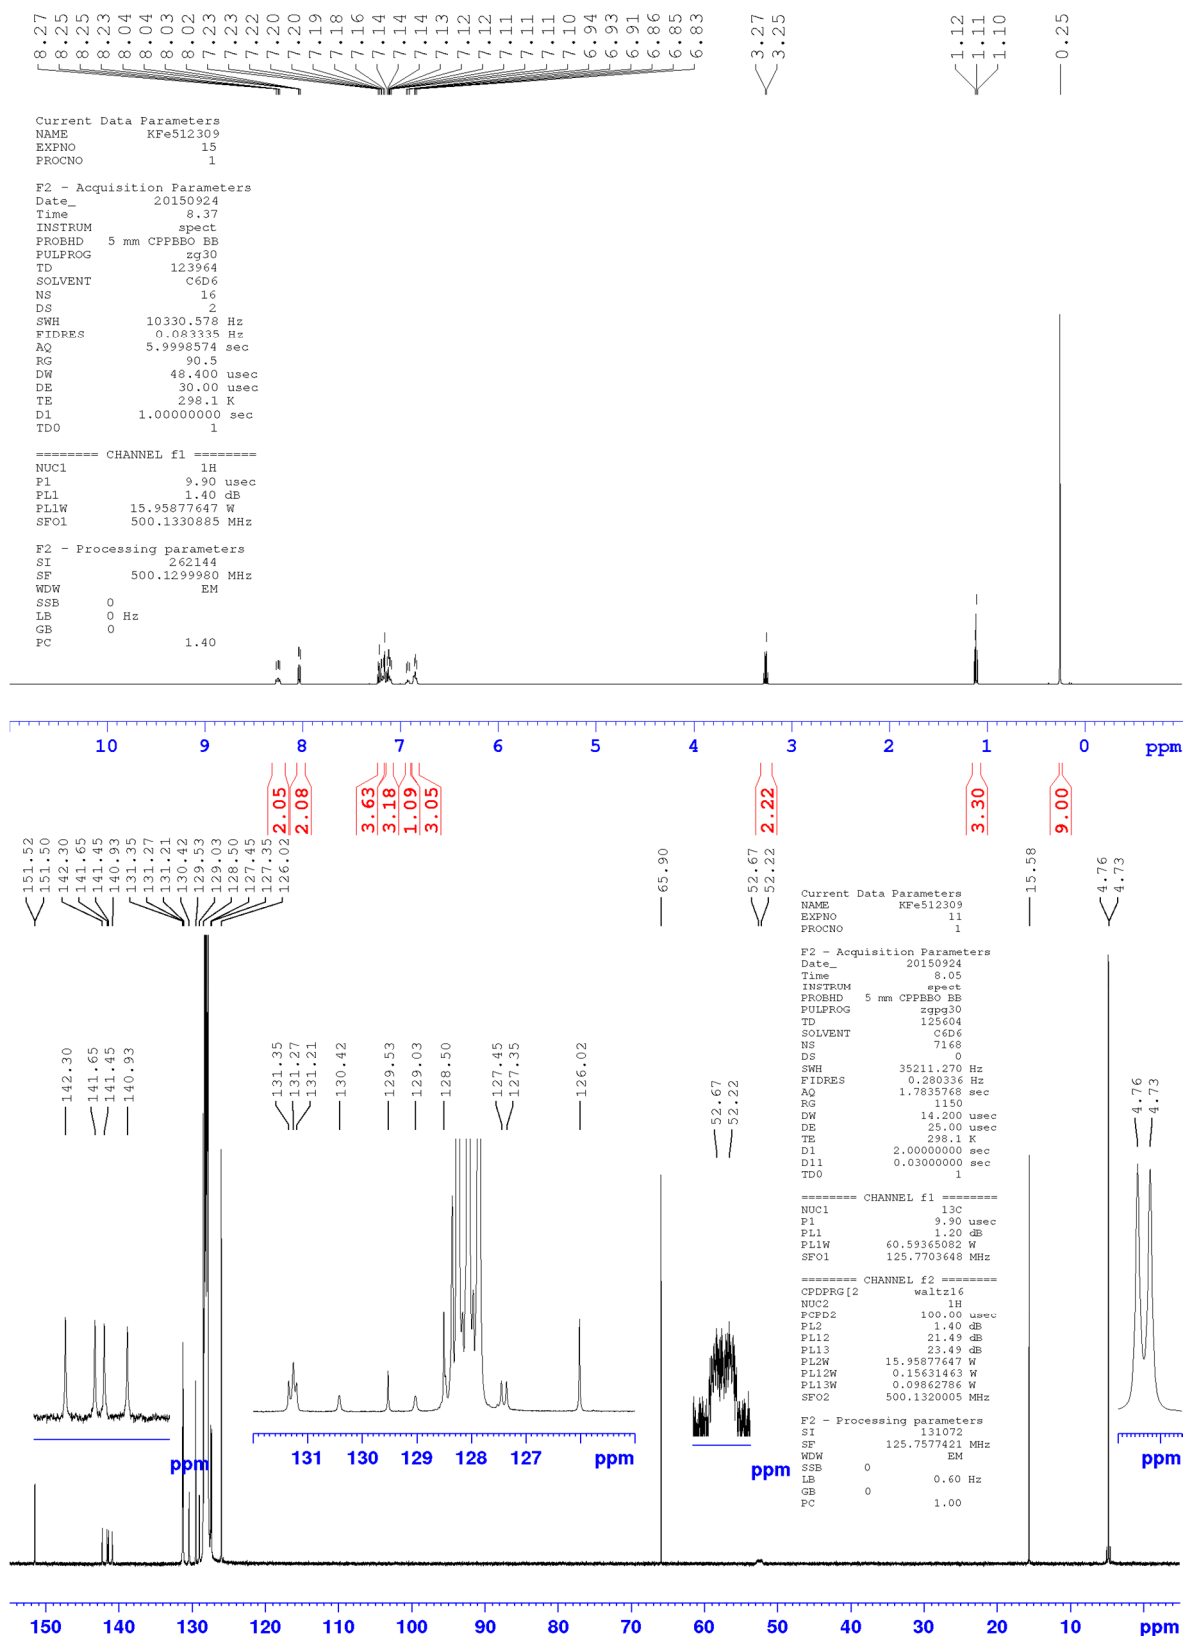 8.27
8.25
8.25
8.23
8.04
8.04
8.03
8.02
7.23
7.23
7.22
7.20
7.20
7.19
7.18
7.16
7.14
7.14
7.14
7.13
7.12
7.12
7.11
7.11
7.11
7.10
6.94
6.93
6.91
6.86
6.85
6.83
3.27
3.25
1.12
1.11
1.10
0.25
Current Data Parameters
NAME KFe512309
EXPNO 15
PROCNO 1
F2 - Acquisition Parameters
Date_ 20150924
Time 8.37
INSTRUM spect
PROBHD 5 mm CPPBBO BB
PULPROG zg30
TD 123964
SOLVENT C6D6
NS 16
DS 2
SWH 10330.578 Hz
FIDRES 0.083335 Hz
AQ 5.9998574 sec
RG 90.5
DW 48.400 usec
DE 30.00 usec
TE 298.1 K
D1 1.00000000 sec
TD0 1
======== CHANNEL f1 ========
NUC1 1H
P1 9.90 usec
PL1 1.40 dB
PL1W 15.95877647 W
SFO1 500.1330885 MHz
F2 - Processing parameters
SI 262144
SF 500.1299980 MHz
WDW EM
SSB 0
LB 0 Hz
GB 0
PC 1.40
10 9 8 7 6 5 4 3 2 1 0 ppm
2.05
2.08
3.63
3.18
1.09
3.05
2.22
3.30
9.00
151.52
151.50
142.30
141.65
141.45
140.93
131.35
131.27
131.21
130.42
129.53
129.03
128.50
127.45
127.35
126.02
65.90
52.67
52.22
15.58
4.76
4.73
Current Data Parameters
NAME KFe512309
EXPNO 11
PROCNO 1
F2 - Acquisition Parameters
Date_ 20150924
Time 8.05
INSTRUM spect
PROBHD 5 mm CPPBBO BB
PULPROG zgpg30
TD 125604
SOLVENT C6D6
NS 7168
DS 0
SWH 35211.270 Hz
FIDRES 0.280336 Hz
AQ 1.7835768 sec
RG 1150
DW 14.200 usec
DE 25.00 usec
TE 298.1 K
D1 2.00000000 sec
D11 0.03000000 sec
TD0 1
======== CHANNEL f1 ========
NUC1 13C
P1 9.90 usec
PL1 1.20 dB
PL1W 60.59365082 W
SFO1 125.7703648 MHz
======== CHANNEL f2 ========
CPDPRG[2 waltz16
NUC2 1H
PCPD2 100.00 usec
PL2 1.40 dB
PL12 21.49 dB
PL13 23.49 dB
PL2W 15.95877647 W
PL12W 0.15631463 W
PL13W 0.09862786 W
SFO2 500.1320005 MHz
F2 - Processing parameters
SI 131072
SF 125.7577421 MHz
WDW EM
SSB 0
LB 0.60 Hz
GB 0
PC 1.00
142.30
141.65
141.45
140.93
ppm
131.35
131.27
131.21
130.42
129.53
129.03
128.50
127.45
127.35
126.02
131 130 129 128 127 ppm
52.67
52.22
ppm
4.76
4.73
ppm
150 140 130 120 110 100 90 80 70 60 50 40 30 20 10 ppm